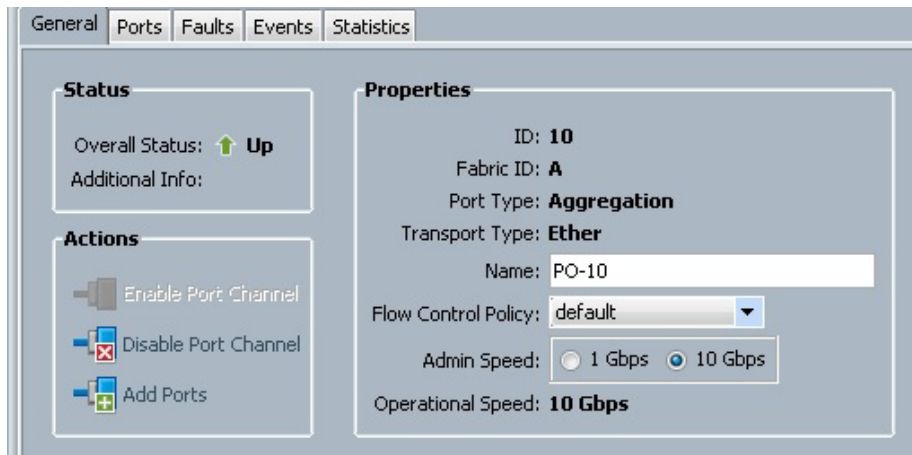 General Ports Faults Events Statistics
Status
Overall Status: Up
Additional Info:
Actions
Enable Port Channel
Disable Port Channel
Add Ports
Properties
ID: 10
Fabric ID: A
Port Type: Aggregation
Transport Type: Ether
Name: PO-10
Flow Control Policy: default
Admin Speed: 1 Gbps 10 Gbps
Operational Speed: 10 Gbps